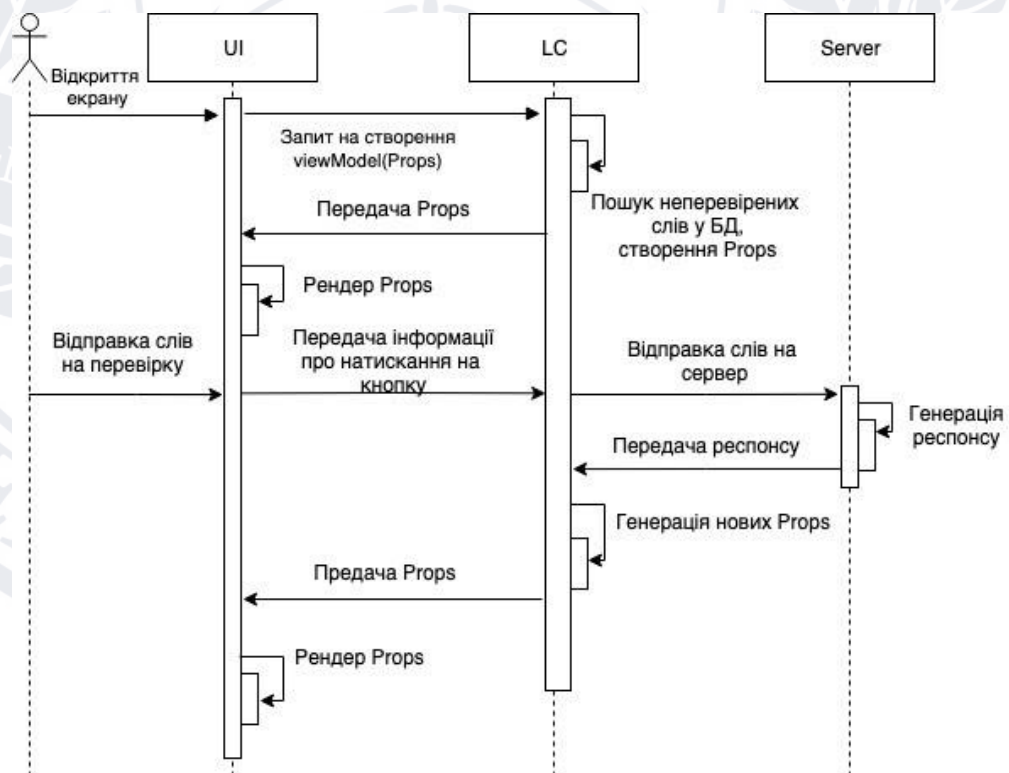 UI
LC
Server
Відкриття
екрану
Запит на створення
viewModel(Props)
Пошук неперевірених
слів у БД,
створення Props
Передача Props
Рендер Props
Відправка слів
на перевірку
Передача інформації
про натискання на
кнопку
Відправка слів на
сервер
Генерація
респонсу
Передача респонсу
Генерація нових Props
Предача Props
Рендер Props